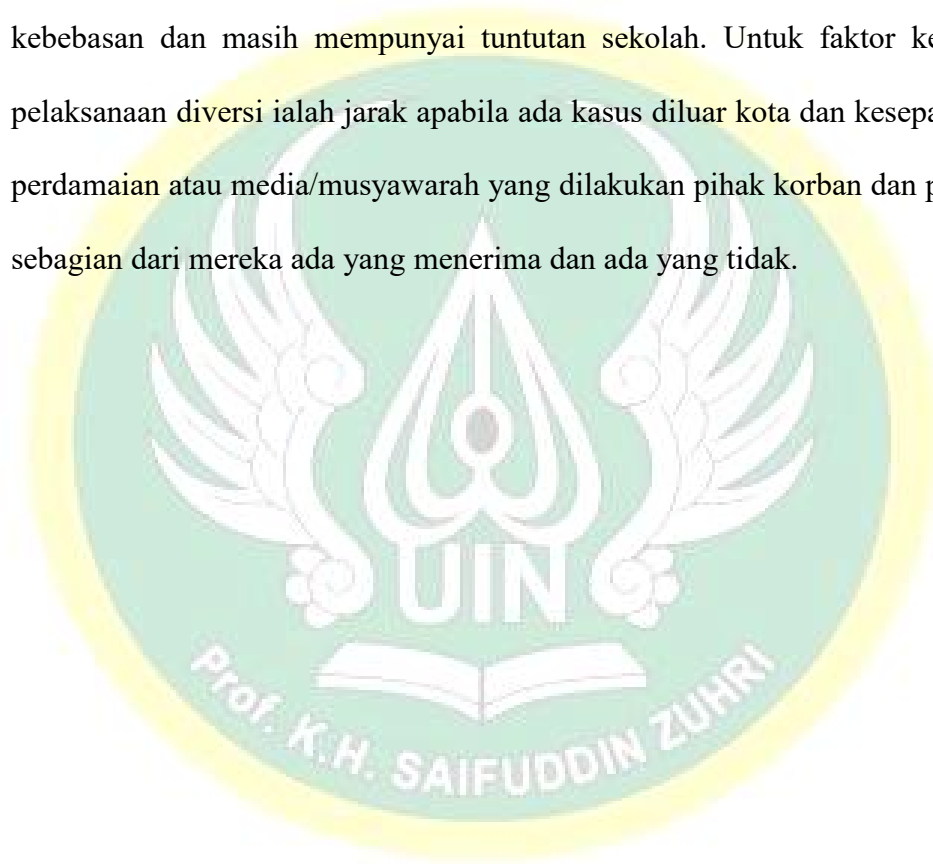 kebebasan dan masih mempunyai tuntutan sekolah. Untuk faktor
pelaksanaan diversi ialah jarak apabila ada kasus diluar kota dan
perdamaian atau media/musyawarah yang dilakukan pihak korban dan
sebagian dari mereka ada yang menerima dan ada yang tidak.
UIN
Prof. K.H. SAIFUDDIN ZUHRI